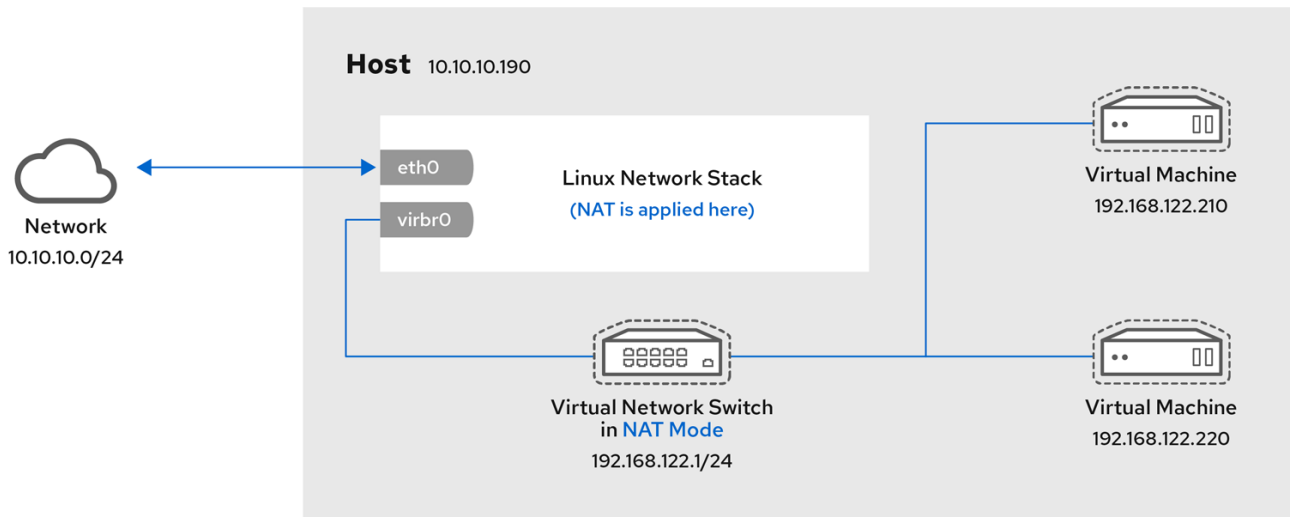 Host 10.10.10.190
eth0
Linux Network Stack
(NAT is applied here)
virbr0
Network
10.10.10.0/24
Virtual Machine
192.168.122.210
Virtual Network Switch
in NAT Mode
192.168.122.1/24
Virtual Machine
192.168.122.220